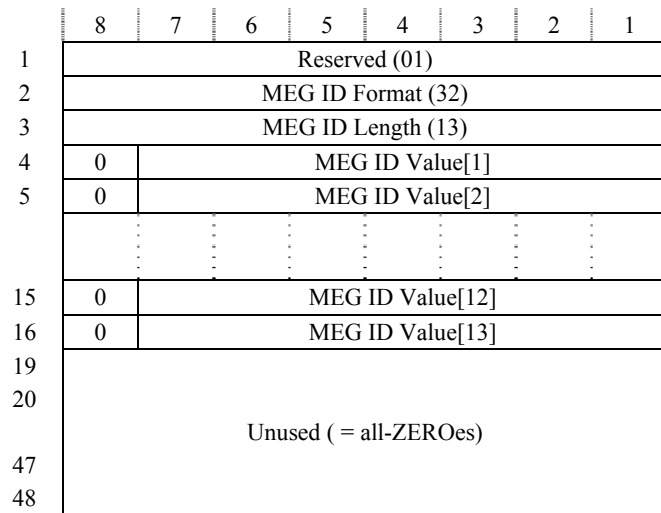 8 7 6 5 4 3 2 1
1 Reserved (01)
2 MEG ID Format (32)
3 MEG ID Length (13)
4 0 MEG ID Value[1]
5 0 MEG ID Value[2]
15 0 MEG ID Value[12]
16 0 MEG ID Value[13]
19
20
Unused ( = all-ZEROes)
47
48